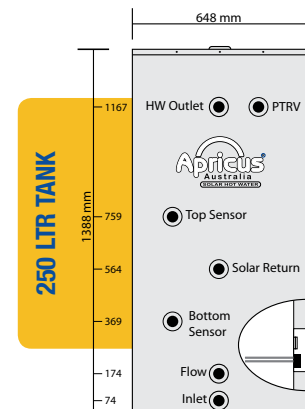 648 mm
1167
HW Outlet
PTRV
Apricus®
Australia
SOLAR HOT WATER
250 LTR TANK
1388 mm
759
Top Sensor
564
Solar Return
369
Bottom
Sensor
174
Flow
74
Inlet